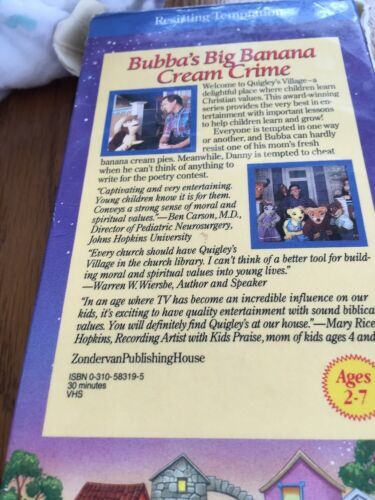 Resisting Temptation
Bubba's Big Banana
Cream Crime
Welcome to Quigley's Village–a
delightful place where children learn
Christian values. This award-winning
series provides the very best in en-
tertainment with important lessons
to help children learn and grow!
Everyone is tempted in one way
or another, and Bubba can hardly
resist one of his mom's fresh
banana cream pies. Meanwhile, Danny is tempted to cheat
when he can't think of anything to
write for the poetry contest.
"Captivating and very entertaining.
Young children know it is for them.
Conveys a strong sense of moral and
spiritual values."—Ben Carson, M.D.,
Director of Pediatric Neurosurgery,
Johns Hopkins University
"Every church should have Quigley's
Village in the church library. I can't think of a better tool for build-
ing moral and spiritual values into young lives."
—Warren W. Wiersbe, Author and Speaker
"In an age where TV has become an incredible influence on our
kids, it's exciting to have quality entertainment with sound biblical
values. You will definitely find Quigley's at our house."—Mary Rice
Hopkins, Recording Artist with Kids Praise, mom of kids ages 4 and
ZondervanPublishingHouse
ISBN 0-310-58319-5
30 minutes
VHS
Ages
2-7